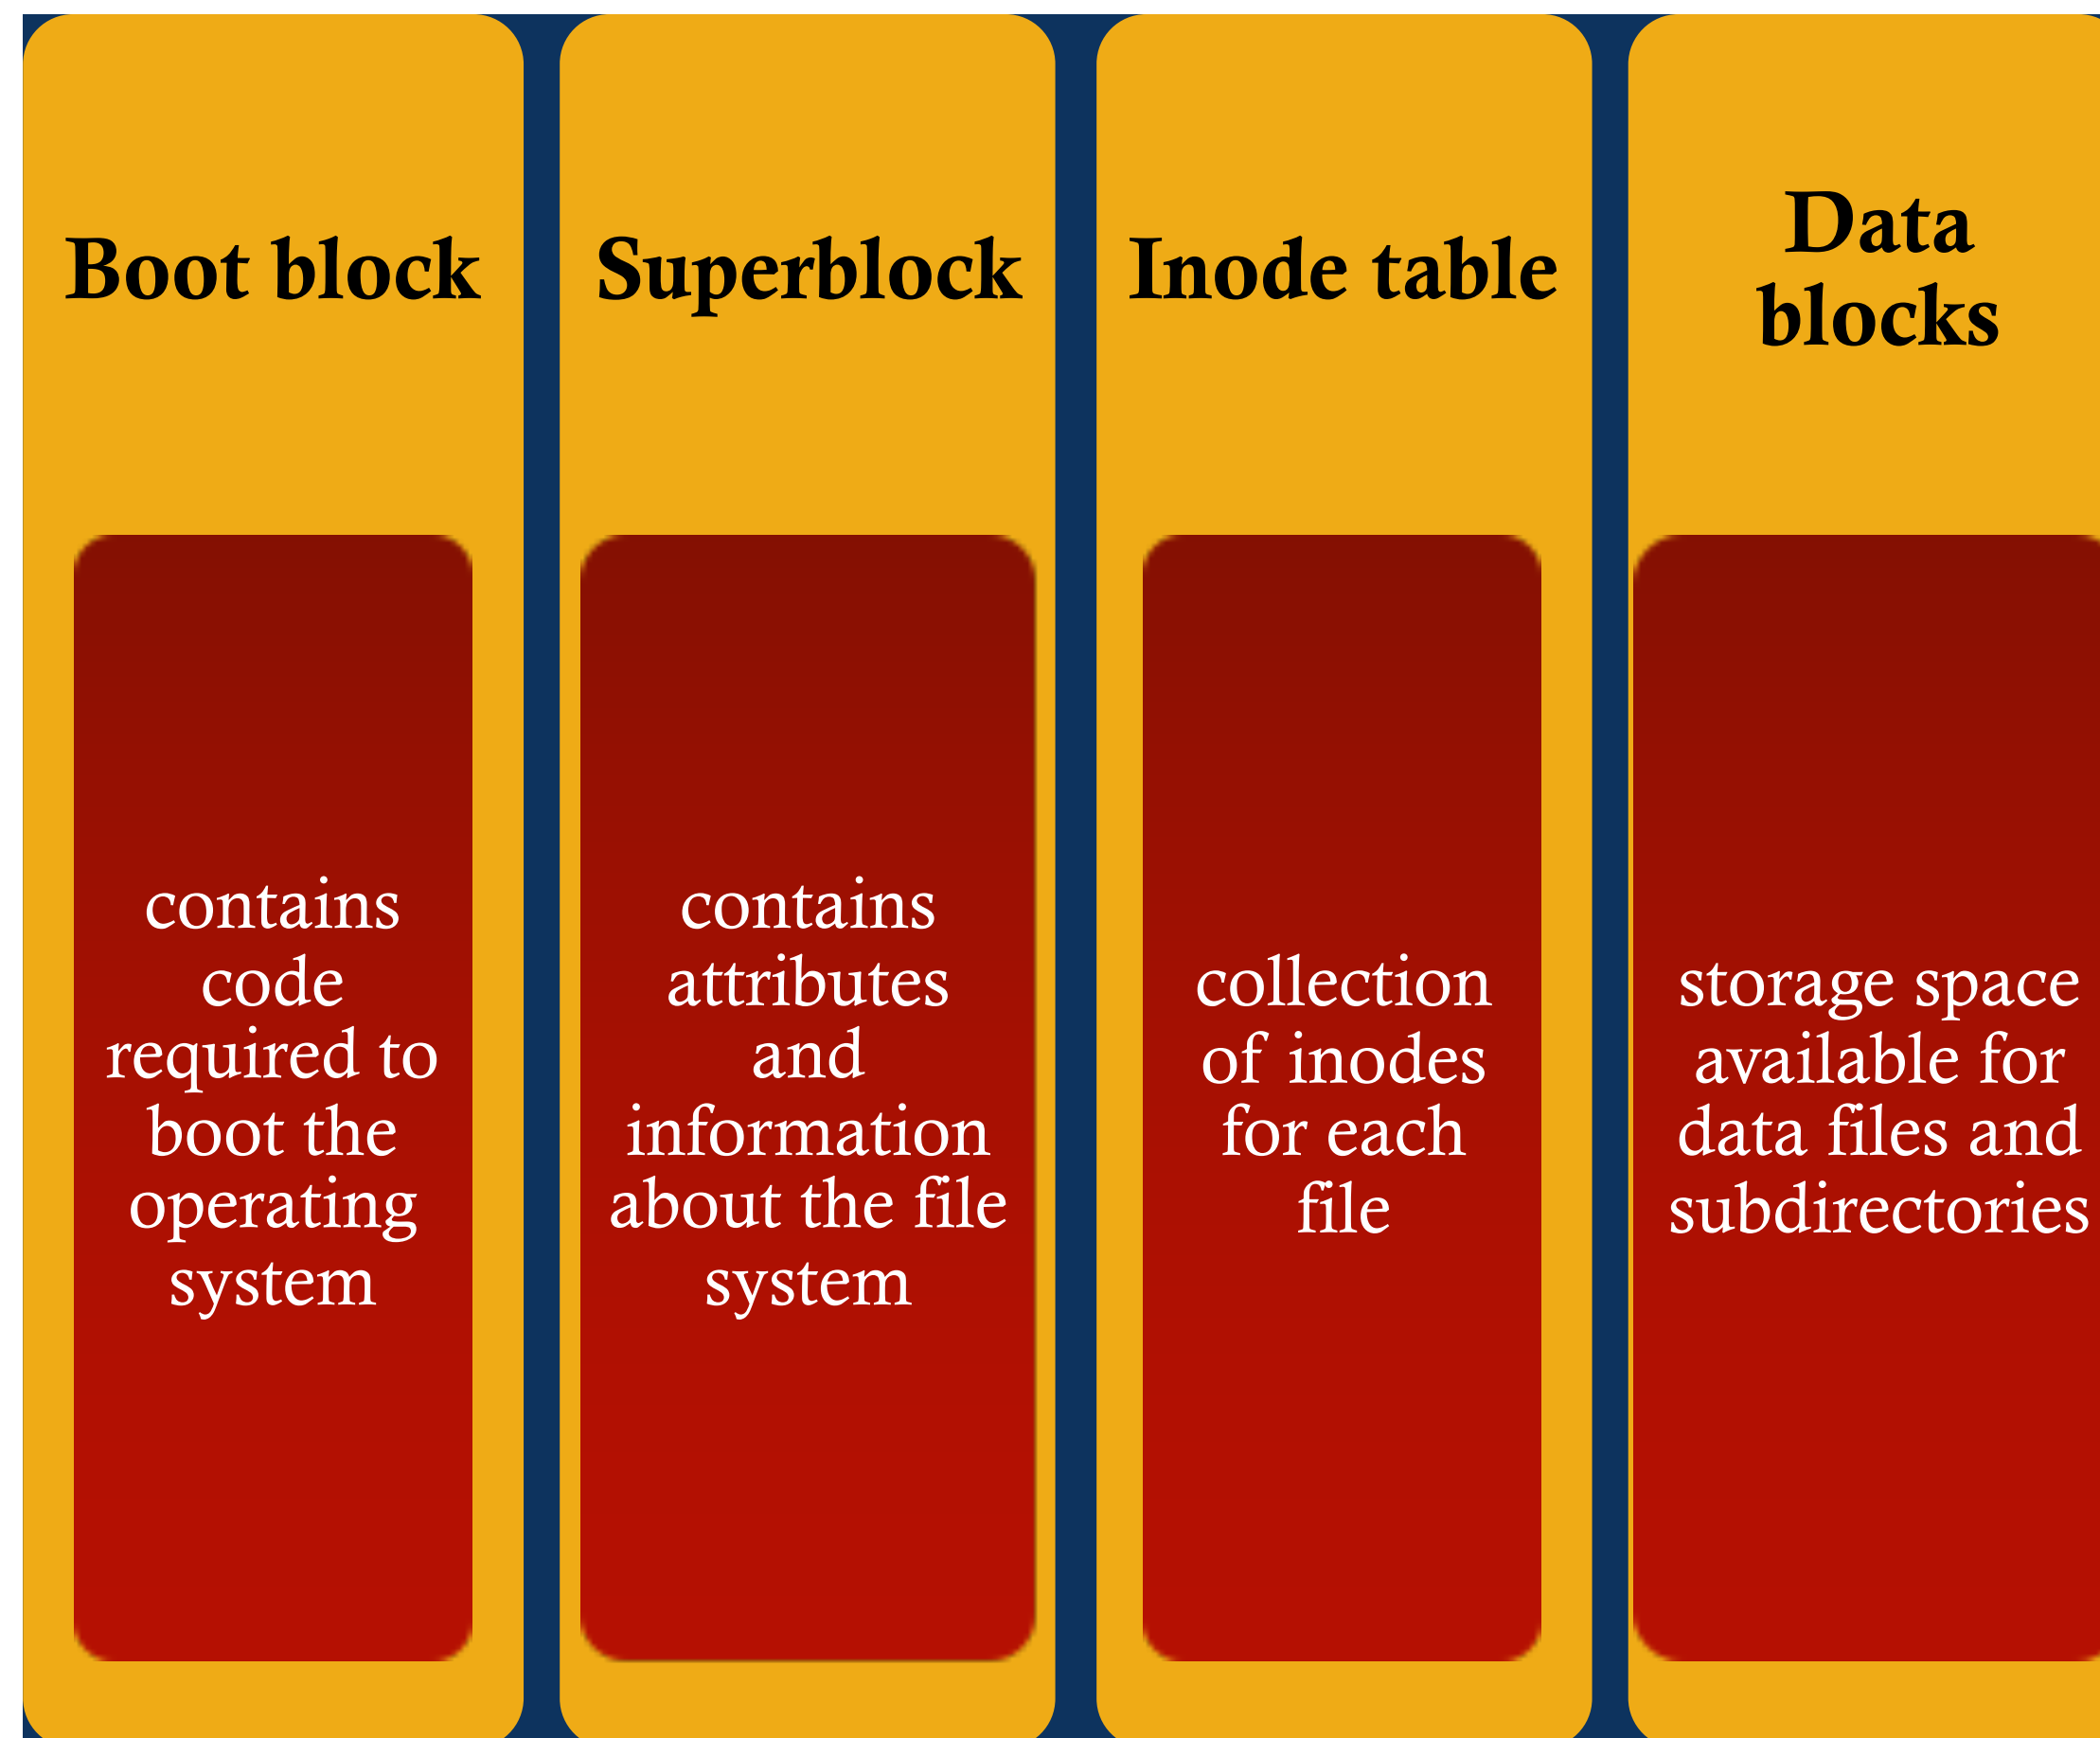 Boot block
contains
code
required to
boot the
operating
system
Superblock
contains
attributes
and
information
about the file
system
Inode table
collection
of inodes
for each
file
Data
blocks
storage space
available for
data files and
subdirectories